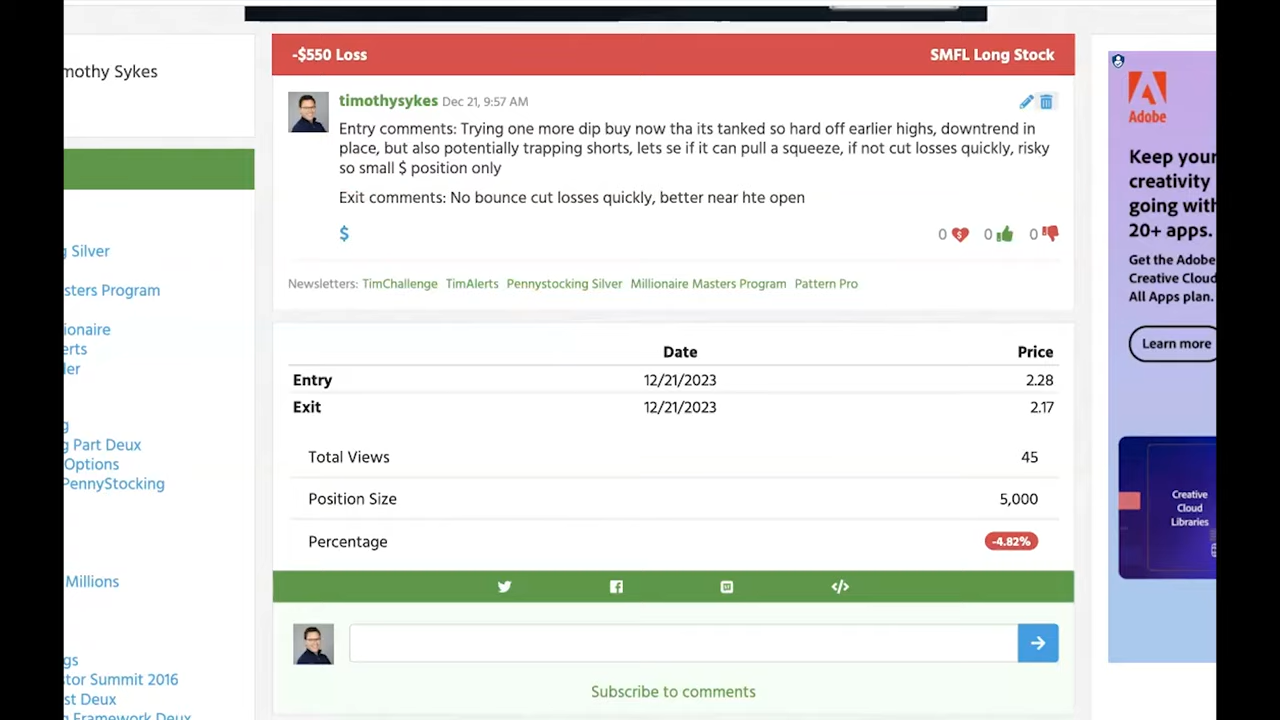 mothy Sykes
g Silver
sters Program
ionaire
erts
ler
g
g Part Deux
Options
PennyStocking
Millions
gs
stor Summit 2016
st Deux
g Framework Deux
-$550 Loss
SMFL Long Stock
timothysykes Dec 21, 9:57 AM
Entry comments: Trying one more dip buy now tha its tanked so hard off earlier highs, downtrend in
place, but also potentially trapping shorts, lets se if it can pull a squeeze, if not cut losses quickly, risky
so small $ position only
Exit comments: No bounce cut losses quickly, better near hte open
$
0 0 0
Newsletters: TimChallenge TimAlerts Pennystocking Silver Millionaire Masters Program Pattern Pro
Date Price
Entry 12/21/2023 2.28
Exit 12/21/2023 2.17
Total Views 45
Position Size 5,000
Percentage -4.82%
Subscribe to comments
Adobe
Keep your
creativity
going with
20+ apps.
Get the Adobe
Creative Cloud
All Apps plan.
Learn more
Creative
Cloud
Libraries